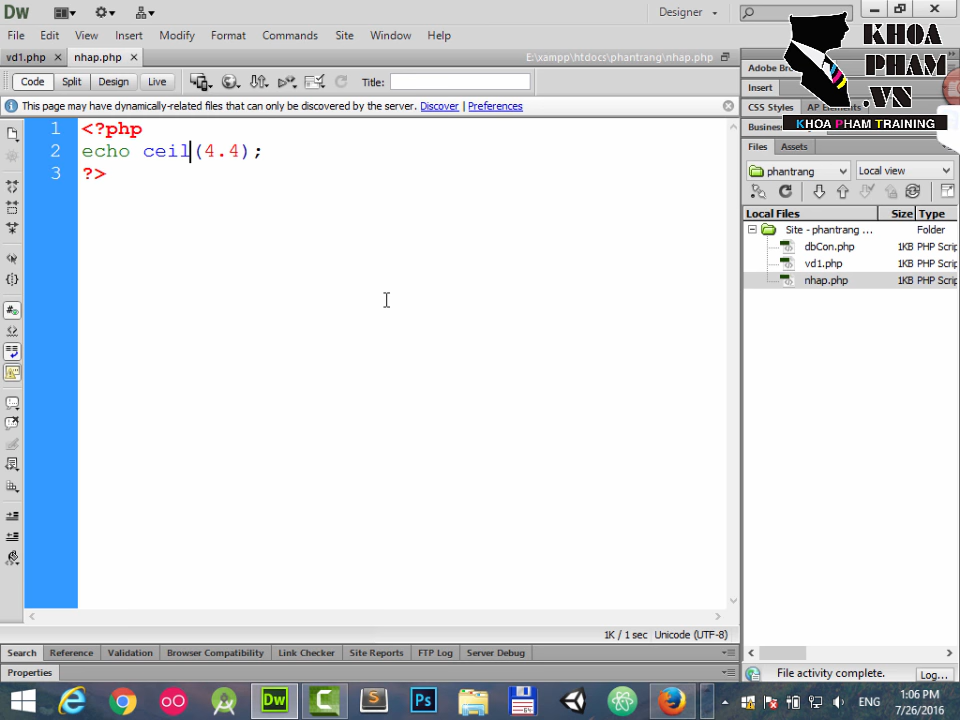 Dw
Designer
KHOA
PHAM
.VN
KHOA PHAM TRAINING
File Edit View Insert Modify Format Commands Site Window Help
vd1.php × nhap.php ×
E:\xampp\htdocs\phantrang\nhap.php
Code Split Design Live Title:
This page may have dynamically-related files that can only be discovered by the server. Discover | Preferences
1 <?php
2 echo ceil(4.4);
3 ?>
Insert
CSS Styles
Files Assets
phantrang Local view
Local Files Size Type
Site - phantrang ... Folder
dbCon.php 1KB PHP Scrip
vd1.php 1KB PHP Scrip
nhap.php 1KB PHP Scrip
1K / 1 sec Unicode (UTF-8)
Search Reference Validation Browser Compatibility Link Checker Site Reports FTP Log Server Debug
Properties
File activity complete. Log...
Dw
Ps
ENG
1:06 PM
7/26/2016